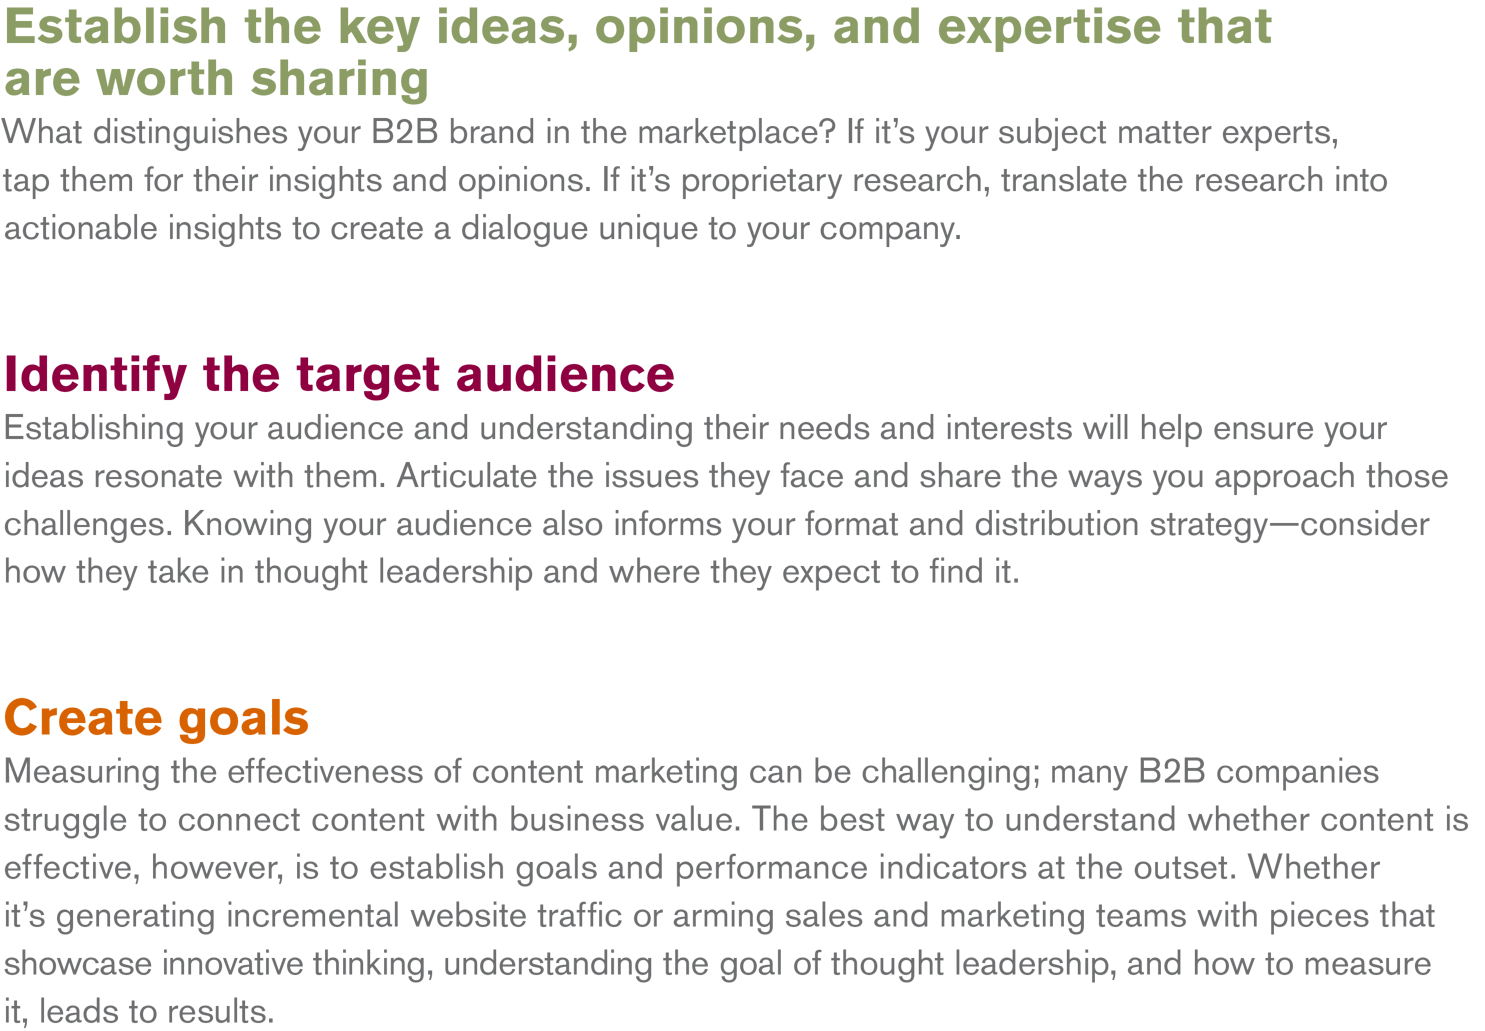 Establish the key ideas, opinions, and expertise that
are worth sharing
What distinguishes your B2B brand in the marketplace? If it’s your subject matter experts,
tap them for their insights and opinions. If it’s proprietary research, translate the research into
actionable insights to create a dialogue unique to your company.
Identify the target audience
Establishing your audience and understanding their needs and interests will help ensure your
ideas resonate with them. Articulate the issues they face and share the ways you approach those
challenges. Knowing your audience also informs your format and distribution strategy—consider
how they take in thought leadership and where they expect to find it.
Create goals
Measuring the effectiveness of content marketing can be challenging; many B2B companies
struggle to connect content with business value. The best way to understand whether content is
effective, however, is to establish goals and performance indicators at the outset. Whether
it’s generating incremental website traffic or arming sales and marketing teams with pieces that
showcase innovative thinking, understanding the goal of thought leadership, and how to measure
it, leads to results.